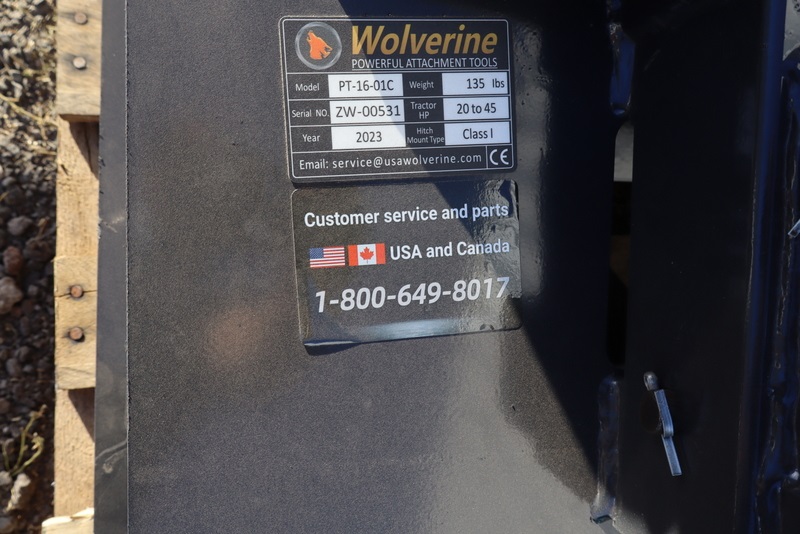 Wolverine
POWERFUL ATTACHMENT TOOLS
Model PT-16-01C Weight 135 lbs
Serial NO. ZW-00531 Tractor HP 20 to 45
Year 2023 Hitch Mount Type Class I
Email: service@usawolverine.com CE
Customer service and parts
USA and Canada
1-800-649-8017